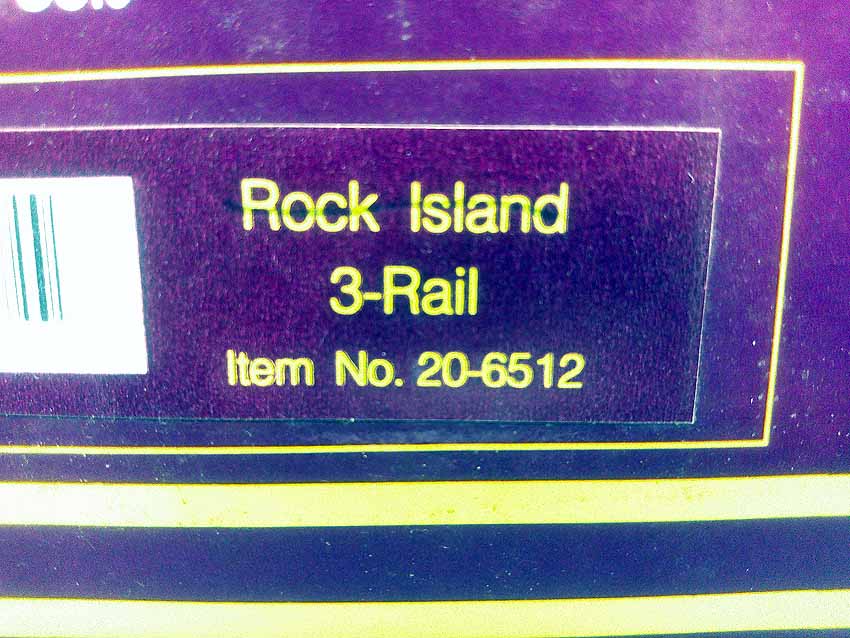 Rock Island
3-Rail
Item No. 20-6512